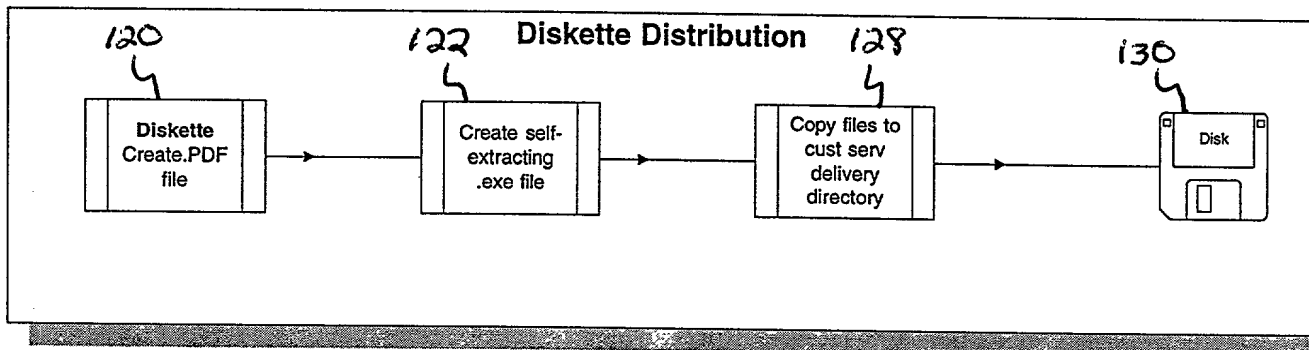 120
122
Diskette Distribution
128
130
Diskette
Create.PDF
file
Create self-
extracting
.exe file
Copy files to
cust serv
delivery
directory
Disk